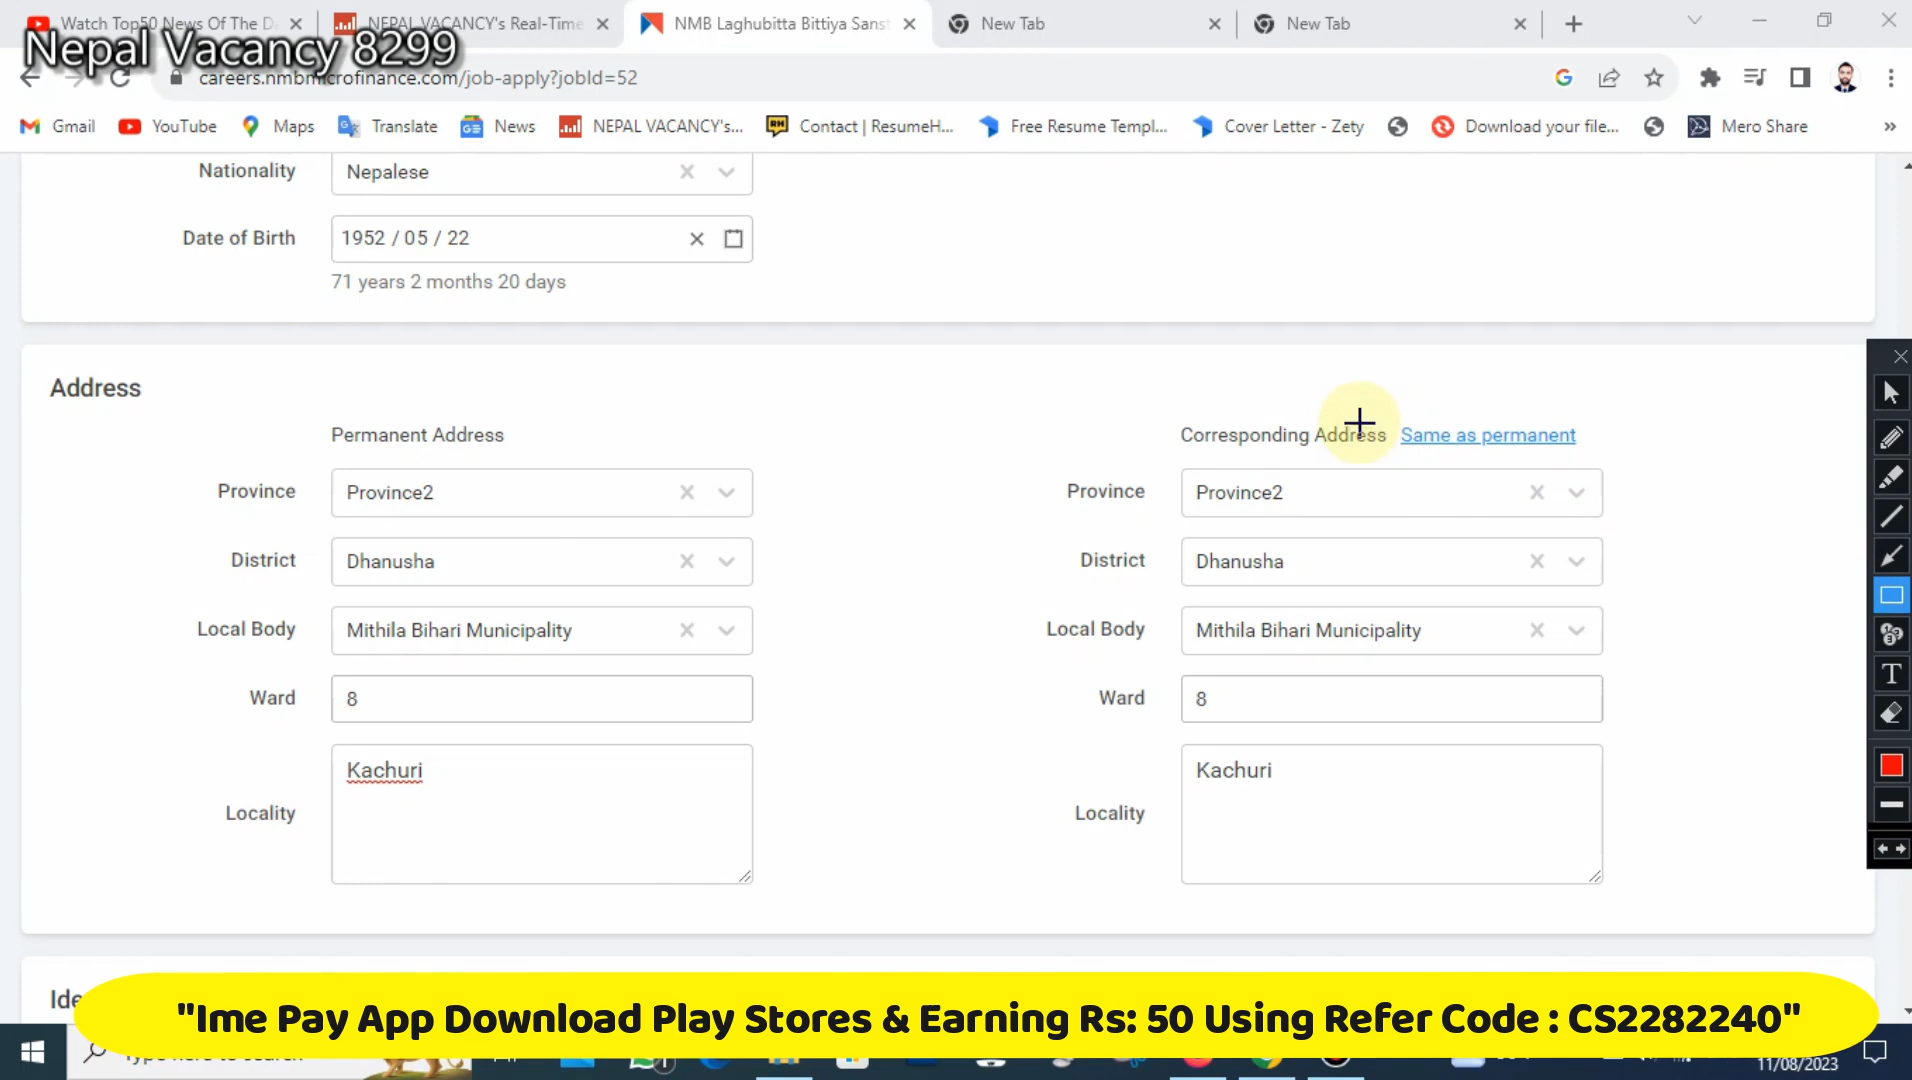 Watch Top50 News Of The D
NEPAL VACANCY's Real-Time
NMB Laghubitta Bittiya Sanst
New Tab
New Tab
Nepal Vacancy 8299
careers.nmbmicrofinance.com/job-apply?jobId=52
Gmail
YouTube
Maps
Translate
News
NEPAL VACANCY's...
Contact | ResumeH...
Free Resume Templ...
Cover Letter - Zety
Download your file...
Mero Share
»
Nationality
Nepalese
Date of Birth
1952 / 05 / 22
71 years 2 months 20 days
Address
Permanent Address
Corresponding Address
Same as permanent
Province
Province2
Province
Province2
District
Dhanusha
District
Dhanusha
Local Body
Mithila Bihari Municipality
Local Body
Mithila Bihari Municipality
Ward
8
Ward
8
Locality
Kachuri
Locality
Kachuri
Ide
"Ime Pay App Download Play Stores & Earning Rs: 50 Using Refer Code : CS2282240"
Type here to search
11/08/2023